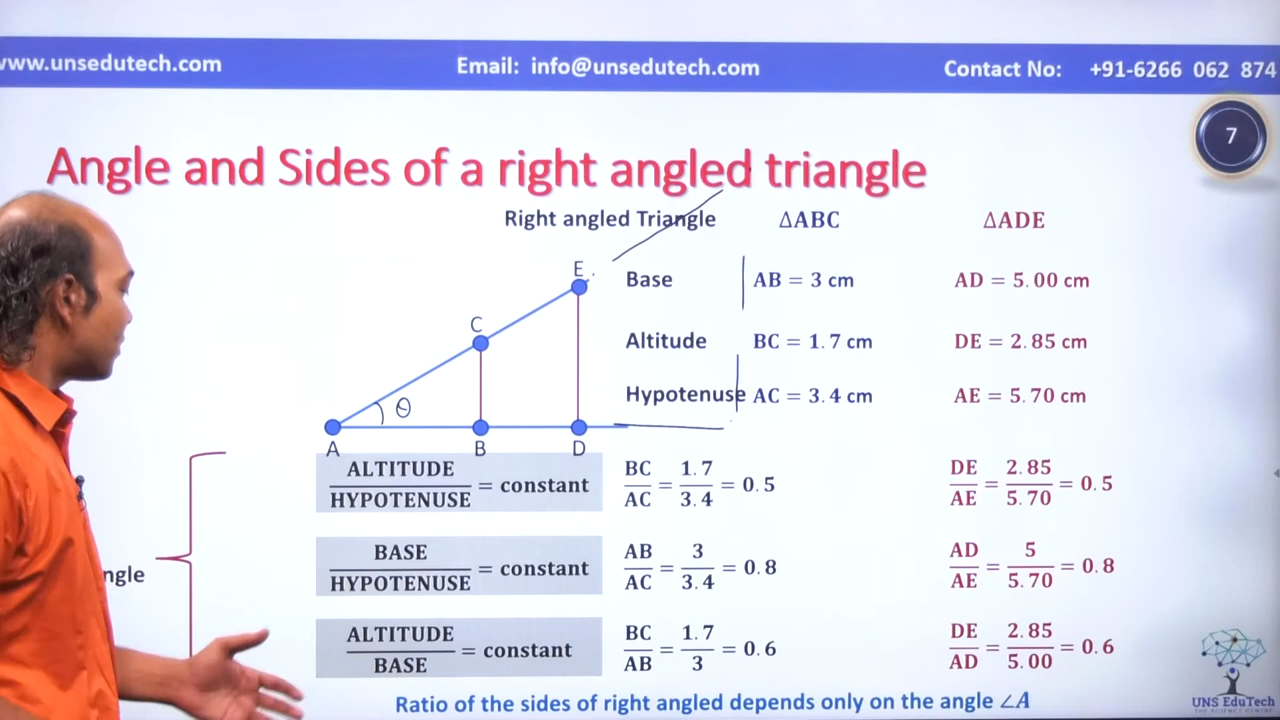 www.unsedutech.com Email: info@unsedutech.com Contact No: +91-6266 062 874
7
Angle and Sides of a right angled triangle
Right angled Triangle ΔABC ΔADE
E
Base AB = 3 cm AD = 5.00 cm
C
Altitude BC = 1.7 cm DE = 2.85 cm
Hypotenuse AC = 3.4 cm AE = 5.70 cm
θ
A B D
ALTITUDE/HYPOTENUSE = constant BC/AC = 1.7/3.4 = 0.5 DE/AE = 2.85/5.70 = 0.5
BASE/HYPOTENUSE = constant AB/AC = 3/3.4 = 0.8 AD/AE = 5/5.70 = 0.8
ngle
ALTITUDE/BASE = constant BC/AB = 1.7/3 = 0.6 DE/AD = 2.85/5.00 = 0.6
Ratio of the sides of right angled depends only on the angle ∠A
UNS EduTech